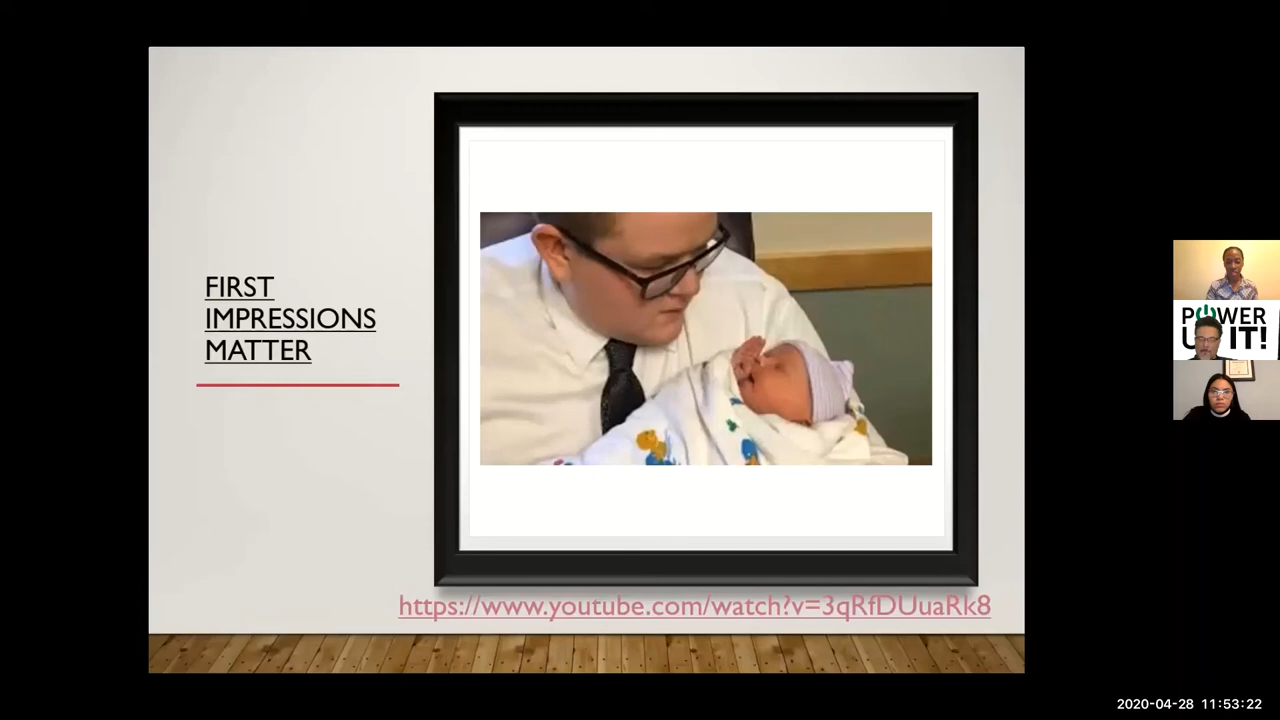 FIRST
IMPRESSIONS
MATTER
https://www.youtube.com/watch?v=3qRfDUuaRk8
POWER
IT!
2020-04-28 11:53:22